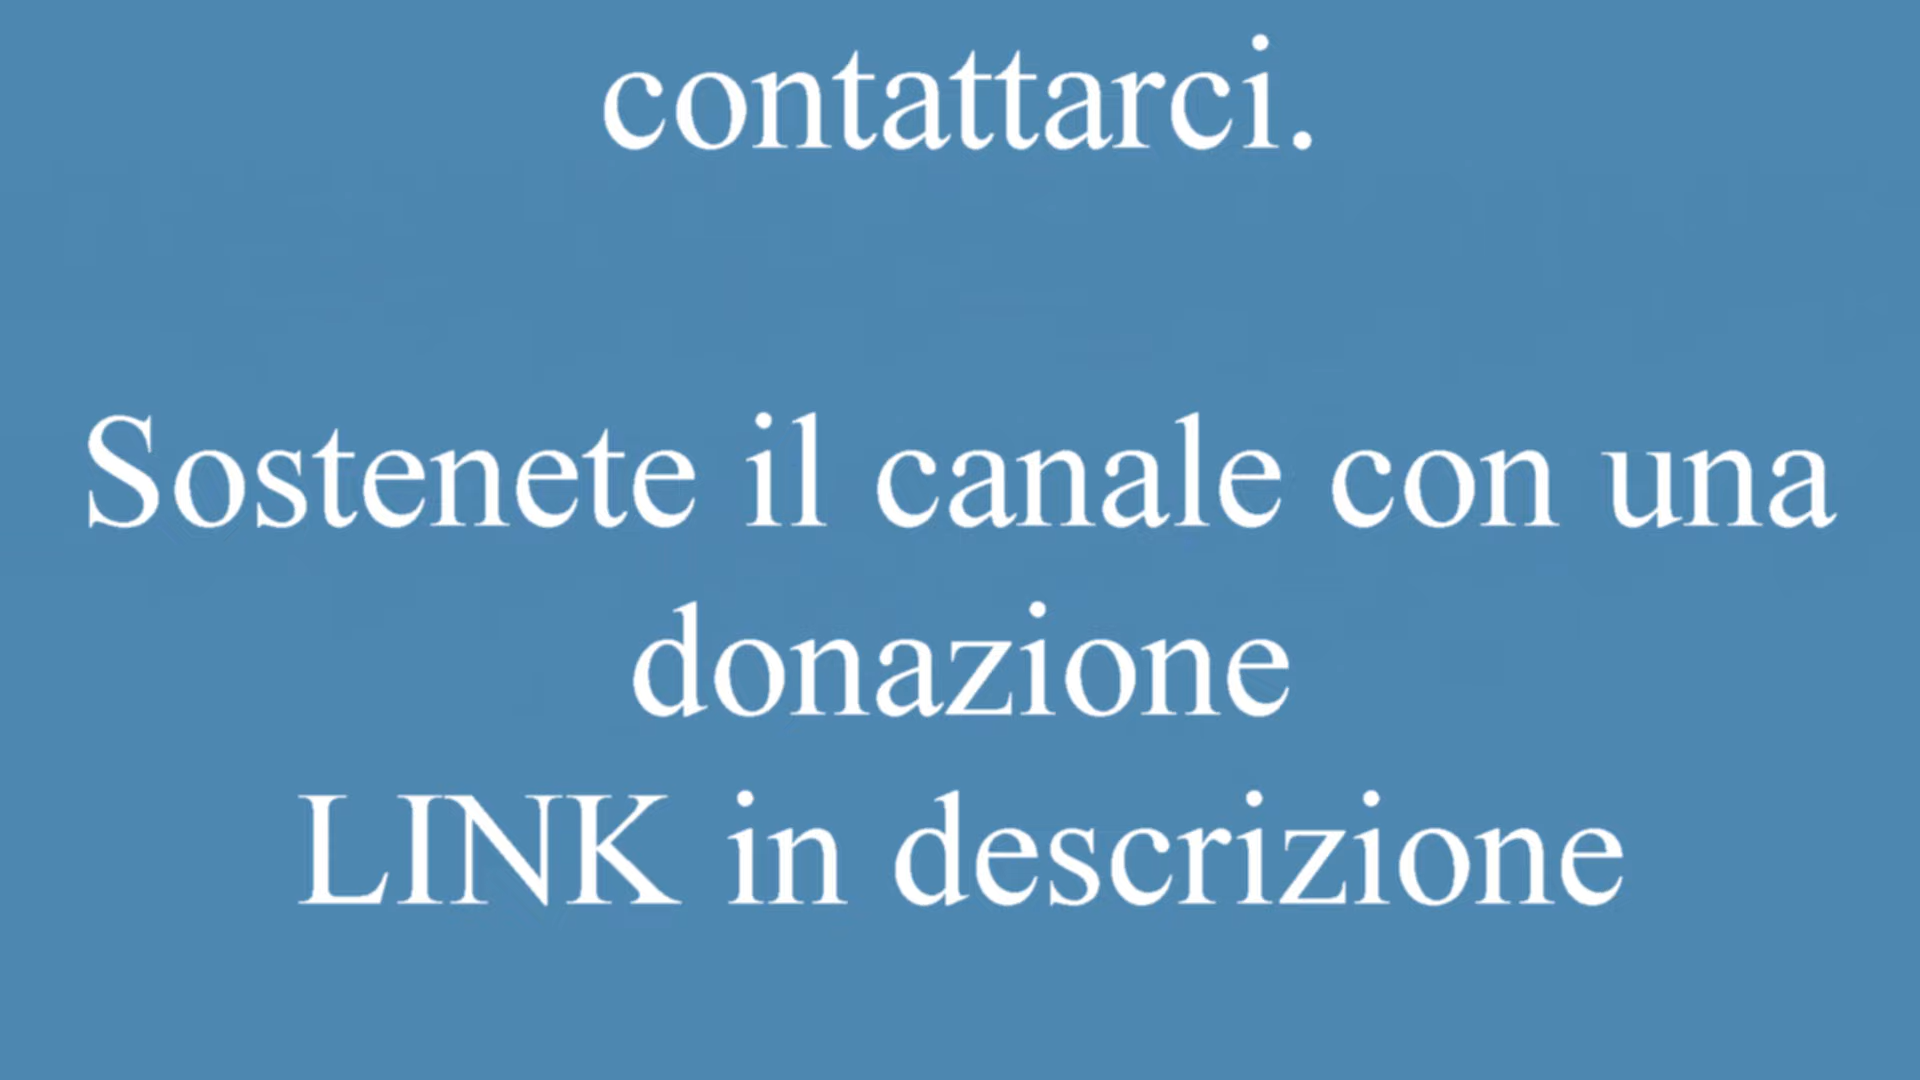 contattarci.
Sostenete il canale con una
donazione
LINK in descrizione